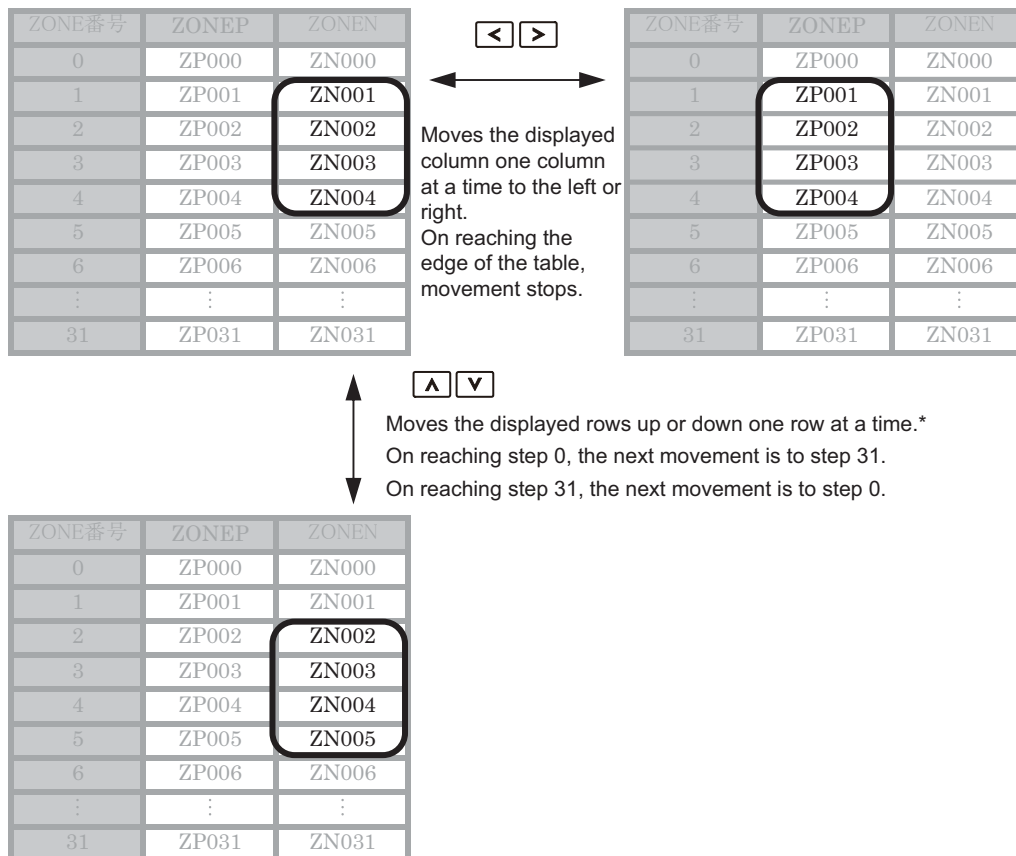 ZONE番号 ZONEP ZONEN
0 ZP000 ZN000
1 ZP001 ZN001
2 ZP002 ZN002
3 ZP003 ZN003
4 ZP004 ZN004
5 ZP005 ZN005
6 ZP006 ZN006
⋮ ⋮ ⋮
31 ZP031 ZN031
< >
Moves the displayed
column one column
at a time to the left or
right.
On reaching the
edge of the table,
movement stops.
ZONE番号 ZONEP ZONEN
0 ZP000 ZN000
1 ZP001 ZN001
2 ZP002 ZN002
3 ZP003 ZN003
4 ZP004 ZN004
5 ZP005 ZN005
6 ZP006 ZN006
⋮ ⋮ ⋮
31 ZP031 ZN031
∧ ∨
Moves the displayed rows up or down one row at a time.*
On reaching step 0, the next movement is to step 31.
On reaching step 31, the next movement is to step 0.
ZONE番号 ZONEP ZONEN
0 ZP000 ZN000
1 ZP001 ZN001
2 ZP002 ZN002
3 ZP003 ZN003
4 ZP004 ZN004
5 ZP005 ZN005
6 ZP006 ZN006
⋮ ⋮ ⋮
31 ZP031 ZN031